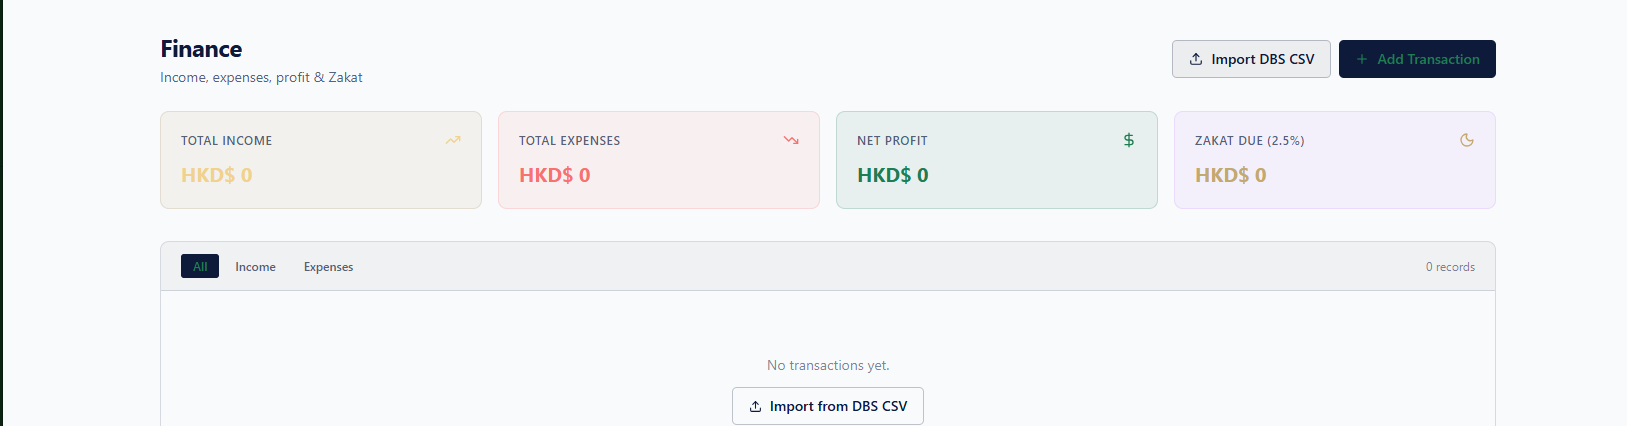 Finance
Income, expenses, profit & Zakat
Import DBS CSV
Add Transaction
TOTAL INCOME
HKD$ 0
TOTAL EXPENSES
HKD$ 0
NET PROFIT
HKD$ 0
ZAKAT DUE (2.5%)
HKD$ 0
All Income Expenses
0 records
No transactions yet.
Import from DBS CSV